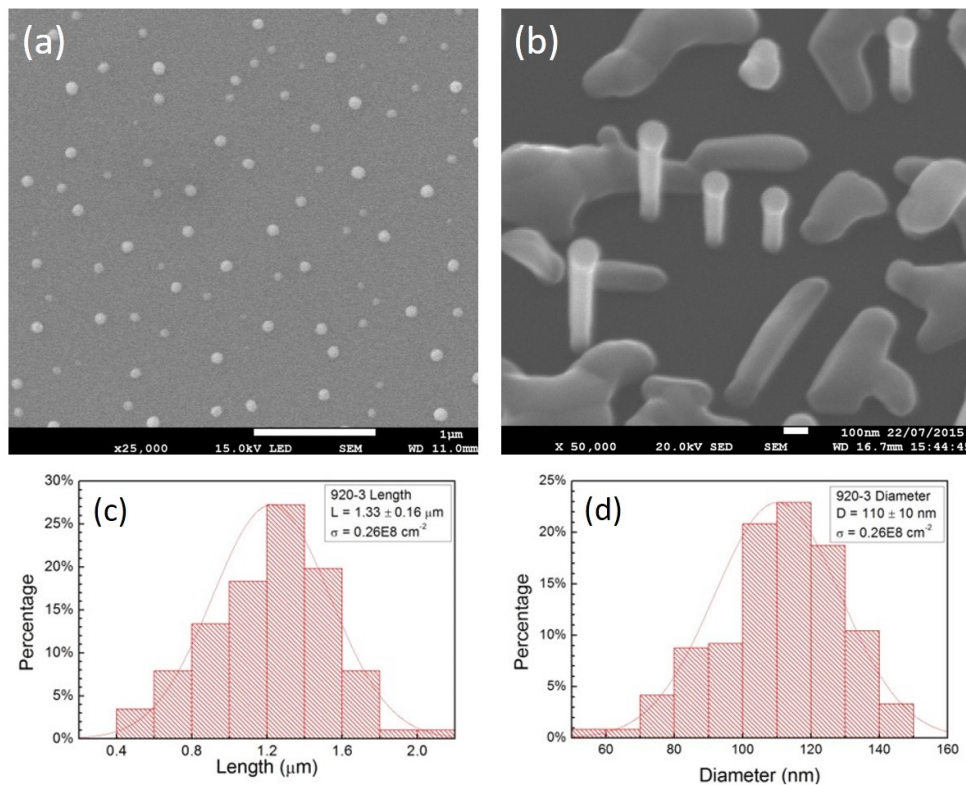 (a)
1μm
x25,000 15.0kV LED SEM WD 11.0mm
(b)
100nm 22/07/2015
X 50,000 20.0kV SED SEM WD 16.7mm 15:44:45
(c)
920-3 Length
L = 1.33 ± 0.16 μm
σ = 0.26E8 cm-2
30%
25%
20%
15%
10%
5%
0%
Percentage
0.4 0.8 1.2 1.6 2.0
Length (μm)
(d)
920-3 Diameter
D = 110 ± 10 nm
σ = 0.26E8 cm-2
25%
20%
15%
10%
5%
0%
Percentage
60 80 100 120 140 160
Diameter (nm)